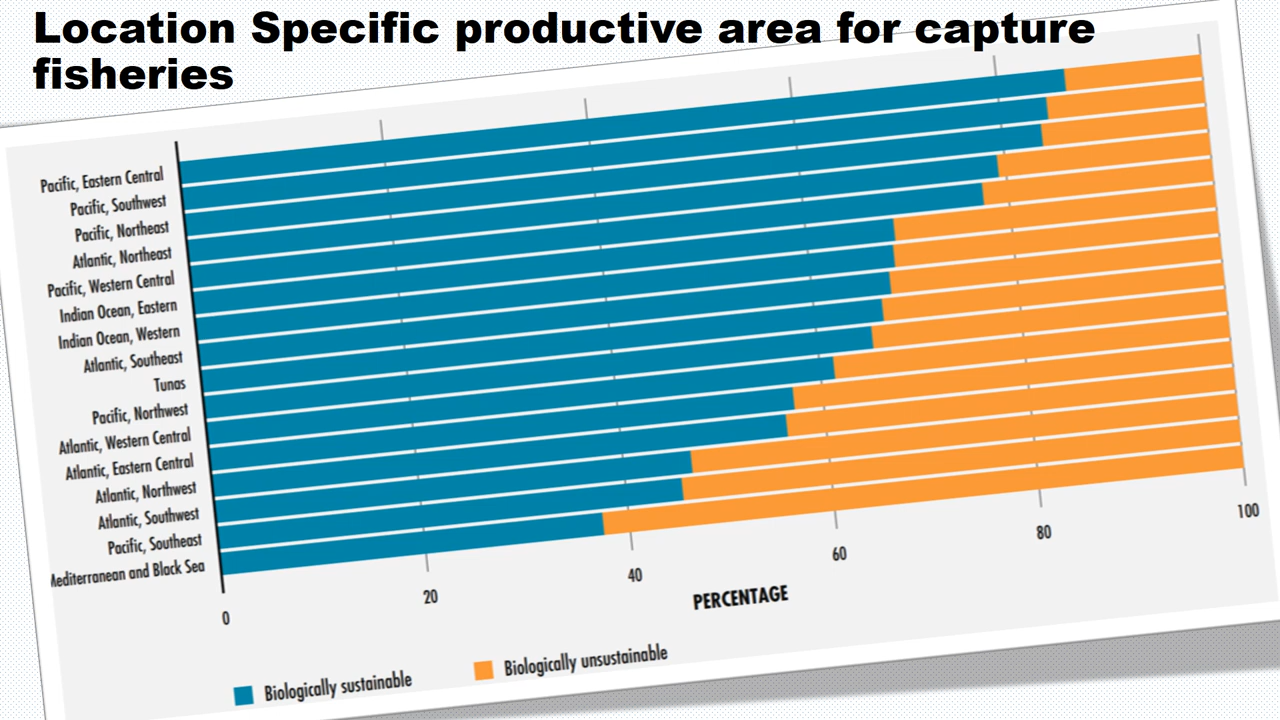 Location Specific productive area for capture
fisheries
Pacific, Eastern Central
Pacific, Southwest
Pacific, Northeast
Atlantic, Northeast
Pacific, Western Central
Indian Ocean, Eastern
Indian Ocean, Western
Atlantic, Southeast
Tunas
Pacific, Northwest
Atlantic, Western Central
Atlantic, Eastern Central
Atlantic, Northwest
Atlantic, Southwest
Pacific, Southeast
Mediterranean and Black Sea
0 20 40 60 80 100
PERCENTAGE
Biologically sustainable
Biologically unsustainable